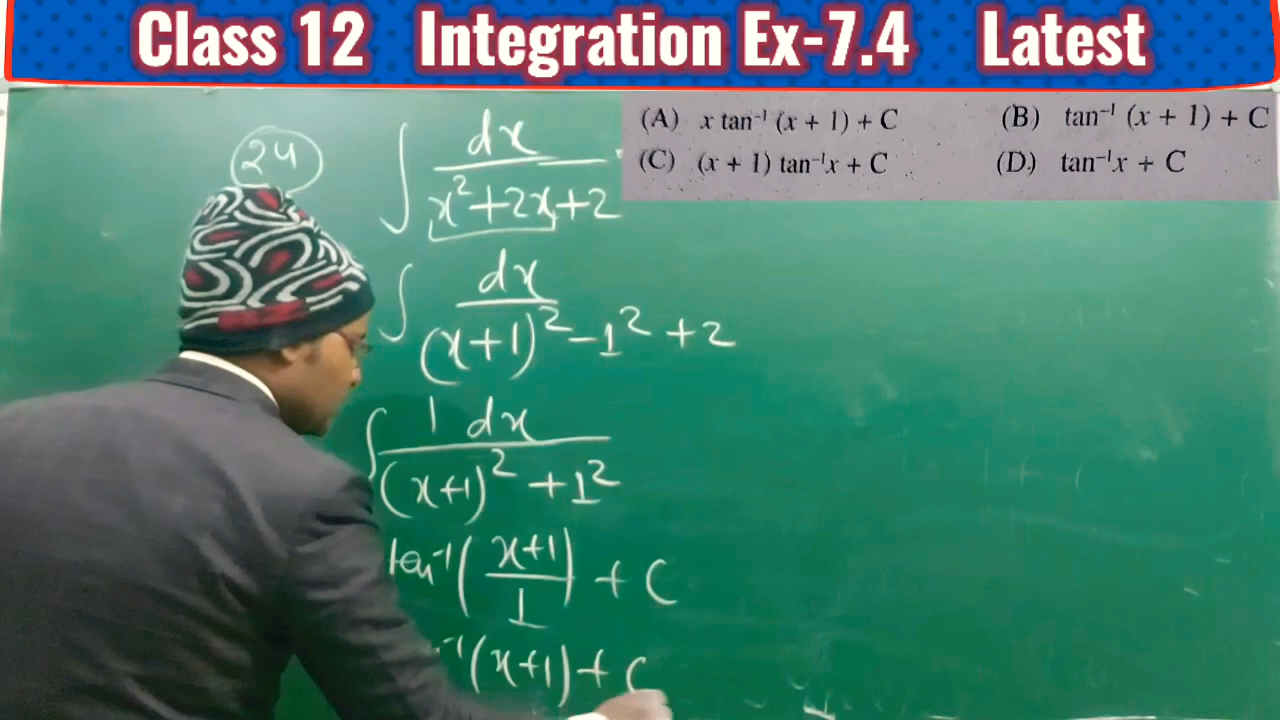 Class 12 Integration Ex-7.4 Latest
(A) x tan⁻¹ (x + 1) + C (B) tan⁻¹ (x + 1) + C
(C) (x + 1) tan⁻¹x + C (D) tan⁻¹x + C
24
∫ dx / x²+2x+2
∫ dx / (x+1)² - 1² + 2
∫ 1 dx / (x+1)² + 1²
tan⁻¹ (x+1 / 1) + C
⁻¹ (x+1) + C